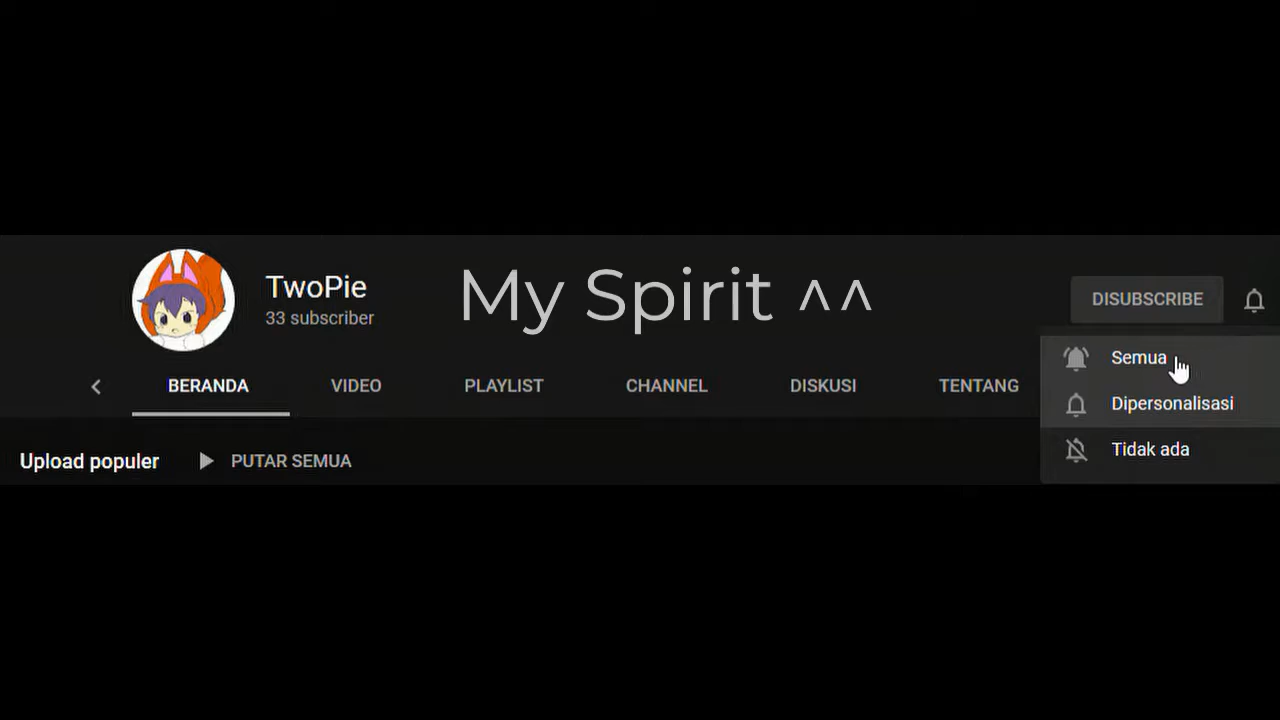 TwoPie
33 subscriber
My Spirit ^^
DISUBSCRIBE
Semua
Dipersonalisasi
Tidak ada
BERANDA VIDEO PLAYLIST CHANNEL DISKUSI TENTANG
Upload populer PUTAR SEMUA